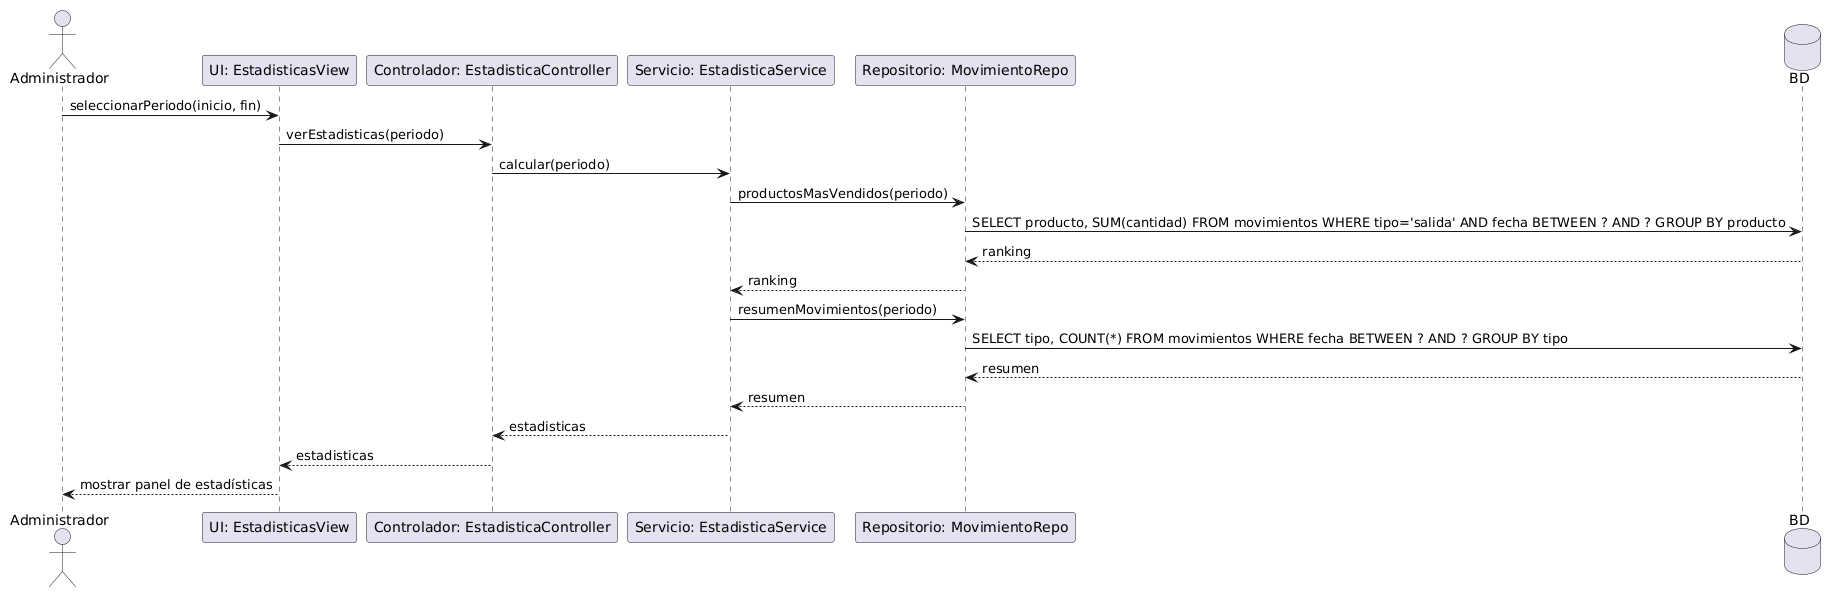 Administrador
UI: EstadisticasView
Controlador: EstadisticaController
Servicio: EstadisticaService
Repositorio: MovimientoRepo
BD
seleccionarPeriodo(inicio, fin)
verEstadisticas(periodo)
calcular(periodo)
productosMasVendidos(periodo)
SELECT producto, SUM(cantidad) FROM movimientos WHERE tipo='salida' AND fecha BETWEEN ? AND ? GROUP BY producto
ranking
ranking
resumenMovimientos(periodo)
SELECT tipo, COUNT(*) FROM movimientos WHERE fecha BETWEEN ? AND ? GROUP BY tipo
resumen
resumen
estadisticas
estadisticas
mostrar panel de estadísticas
Administrador
UI: EstadisticasView
Controlador: EstadisticaController
Servicio: EstadisticaService
Repositorio: MovimientoRepo
BD